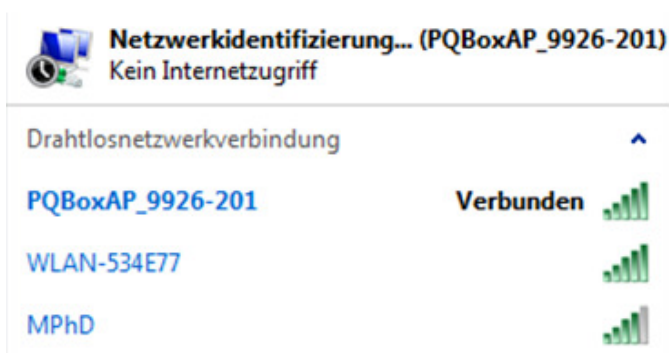 Netzwerkidentifizierung... (PQBoxAP_9926-201)
Kein Internetzugriff
Drahtlosnetzwerkverbindung
PQBoxAP_9926-201 Verbunden
WLAN-534E77
MPhD